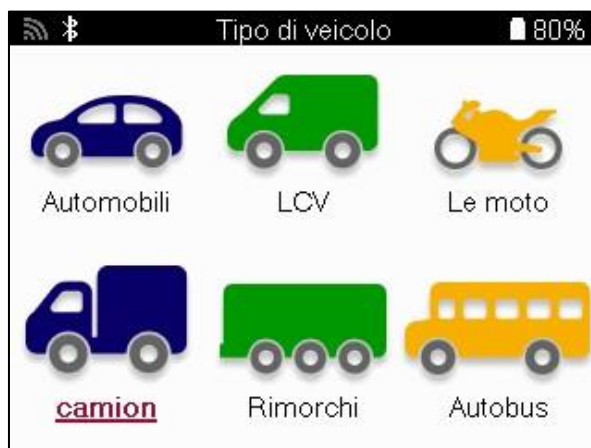 Tipo di veicolo 80%
Automobili LCV Le moto
camion Rimorchi Autobus